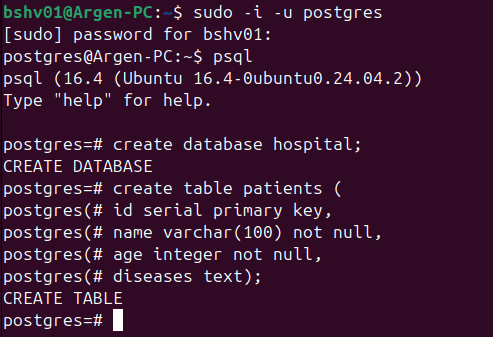 bshv01@Argen-PC:~$ sudo -i -u postgres
[sudo] password for bshv01:
postgres@Argen-PC:~$ psql
psql (16.4 (Ubuntu 16.4-0ubuntu0.24.04.2))
Type "help" for help.
postgres=# create database hospital;
CREATE DATABASE
postgres=# create table patients (
postgres(# id serial primary key,
postgres(# name varchar(100) not null,
postgres(# age integer not null,
postgres(# diseases text);
CREATE TABLE
postgres=#